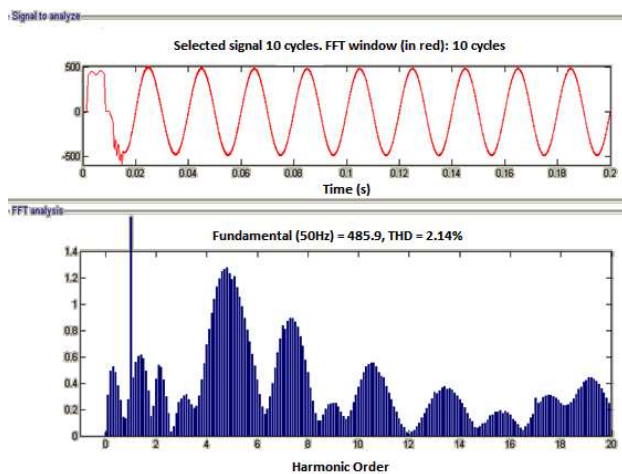 Signal to analyze
Selected signal 10 cycles. FFT window (in red): 10 cycles
500
0
-500
0 0.02 0.04 0.06 0.08 0.1 0.12 0.14 0.16 0.18 0.2
Time (s)
FFT analysis
Fundamental (50Hz) = 485.9, THD = 2.14%
1.4
1.2
1
0.8
0.6
0.4
0.2
0
0 2 4 6 8 10 12 14 16 18 20
Harmonic Order